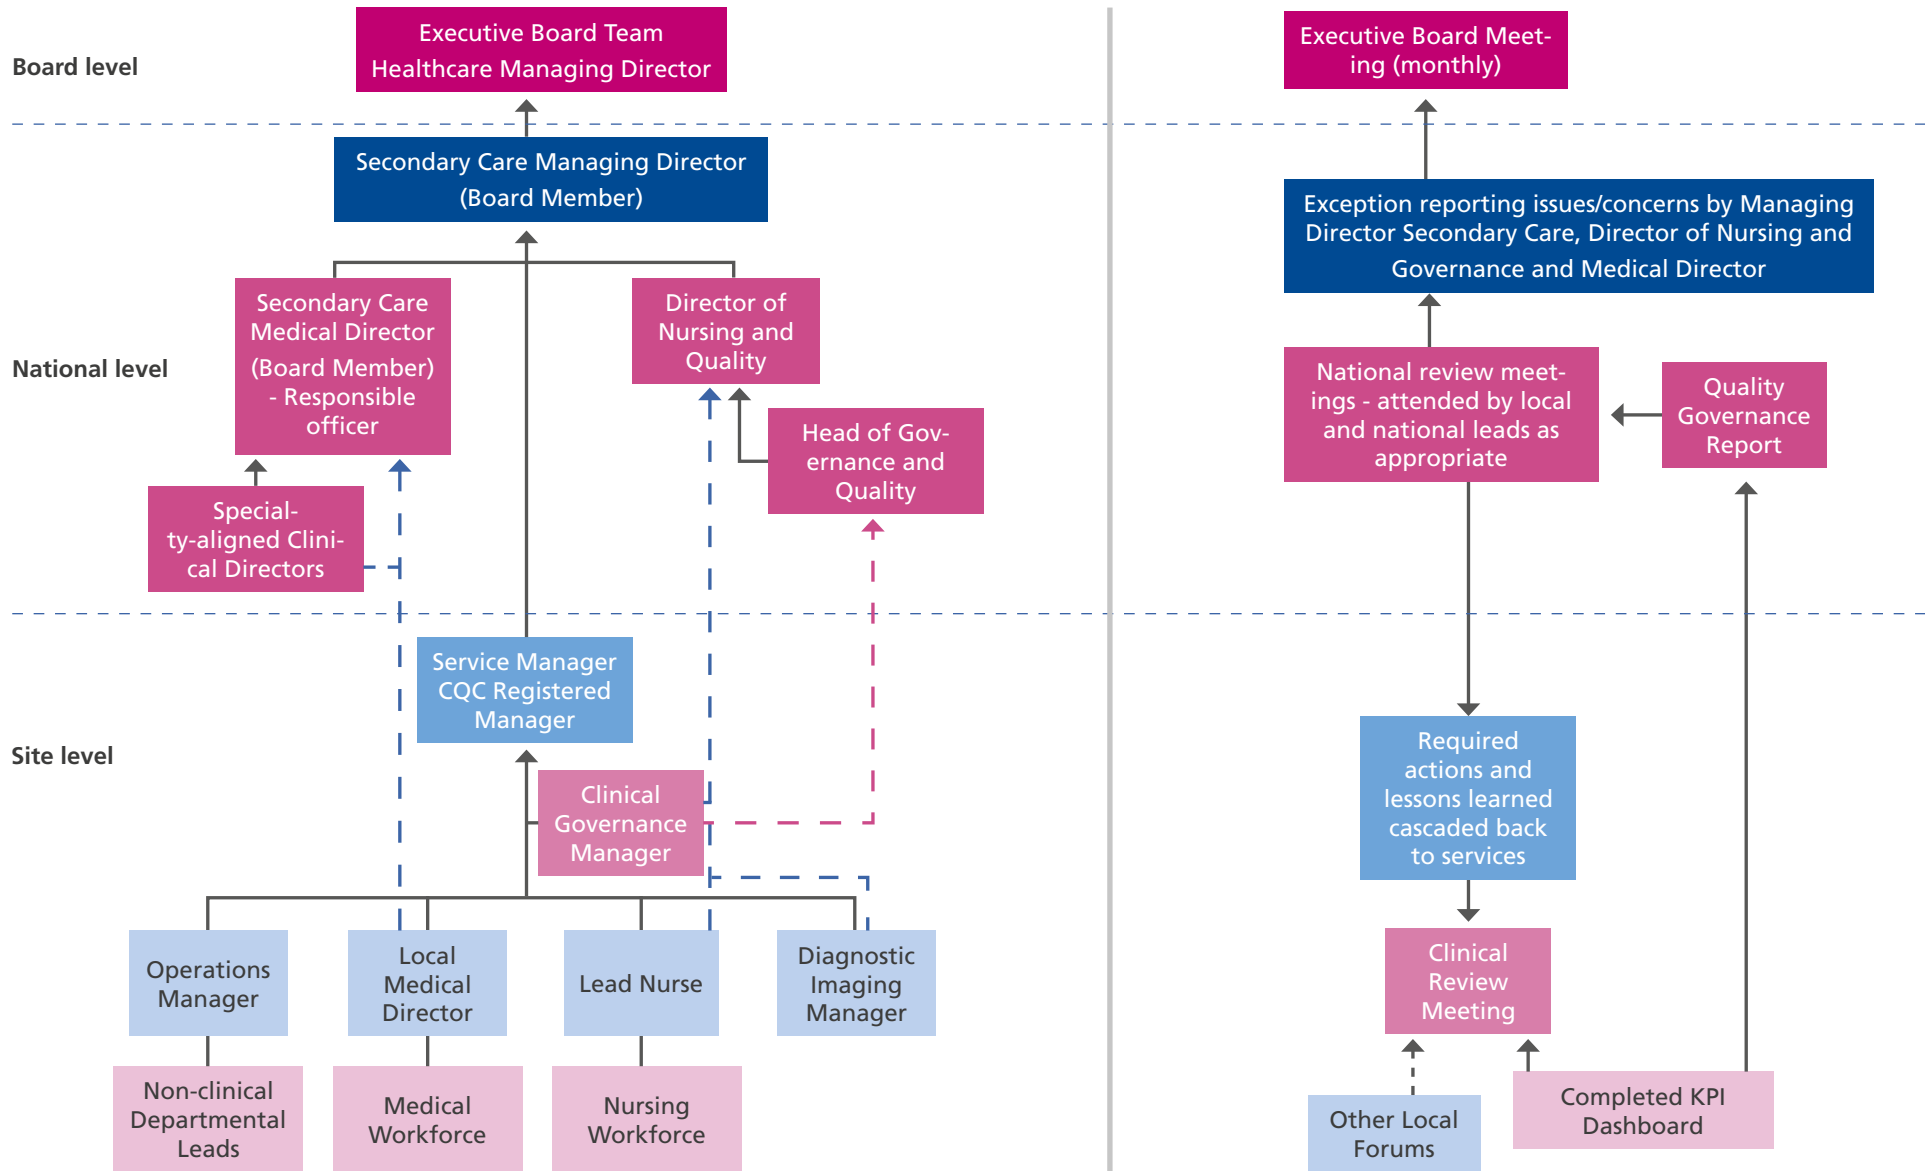 Board level
Executive Board Team
Healthcare Managing Director
Secondary Care Managing Director
(Board Member)
National level
Secondary Care
Medical Director
(Board Member)
- Responsible
officer
Director of
Nursing and
Quality
Head of Gov-
ernance and
Quality
Special-
ty-aligned Clini-
cal Directors
Site level
Service Manager
CQC Registered
Manager
Clinical
Governance
Manager
Operations
Manager
Local
Medical
Director
Lead Nurse
Diagnostic
Imaging
Manager
Non-clinical
Departmental
Leads
Medical
Workforce
Nursing
Workforce
Executive Board Meet-
ing (monthly)
Exception reporting issues/concerns by Managing
Director Secondary Care, Director of Nursing and
Governance and Medical Director
National review meet-
ings - attended by local
and national leads as
appropriate
Quality
Governance
Report
Required
actions and
lessons learned
cascaded back
to services
Clinical
Review
Meeting
Other Local
Forums
Completed KPI
Dashboard